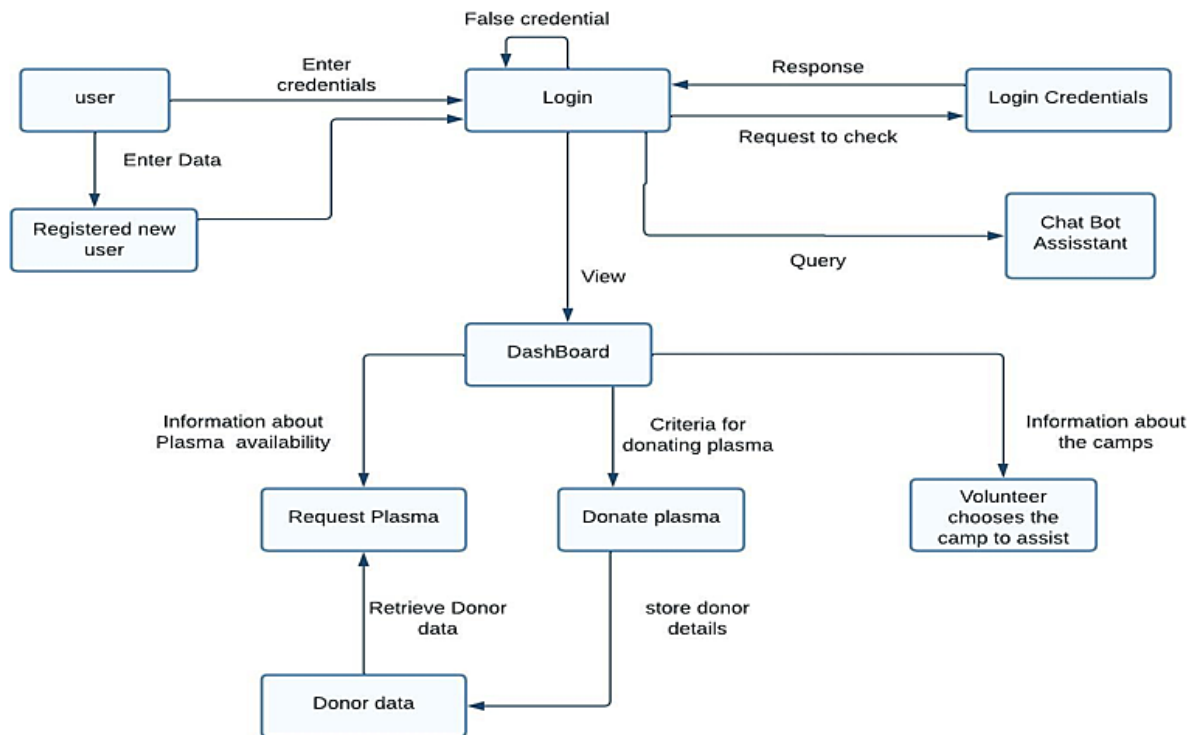 False credential
Enter
credentials
Response
user
Login
Login Credentials
Request to check
Enter Data
Registered new
user
Chat Bot
Assisstant
Query
View
DashBoard
Information about
Plasma availability
Criteria for
donating plasma
Information about
the camps
Request Plasma
Donate plasma
Volunteer
chooses the
camp to assist
Retrieve Donor
data
store donor
details
Donor data